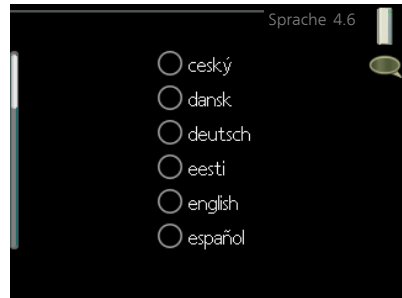 Sprache 4.6
ceský
dansk
deutsch
eesti
english
español